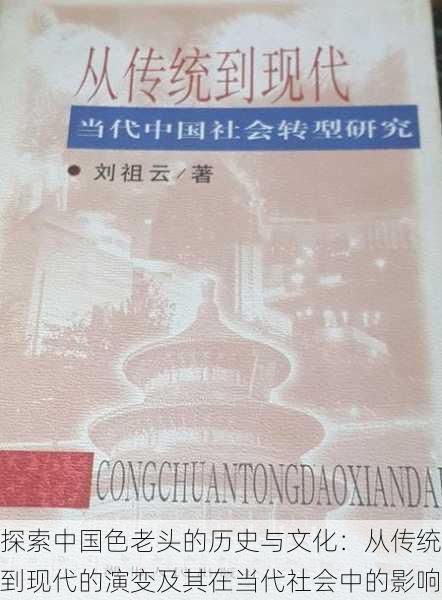 从传统到现代
当代中国社会转型研究
●刘祖云/著
CONGCHUANTONGDAOXIANDA
探索中国色老头的历史与文化：从传统
到现代的演变及其在当代社会中的影响